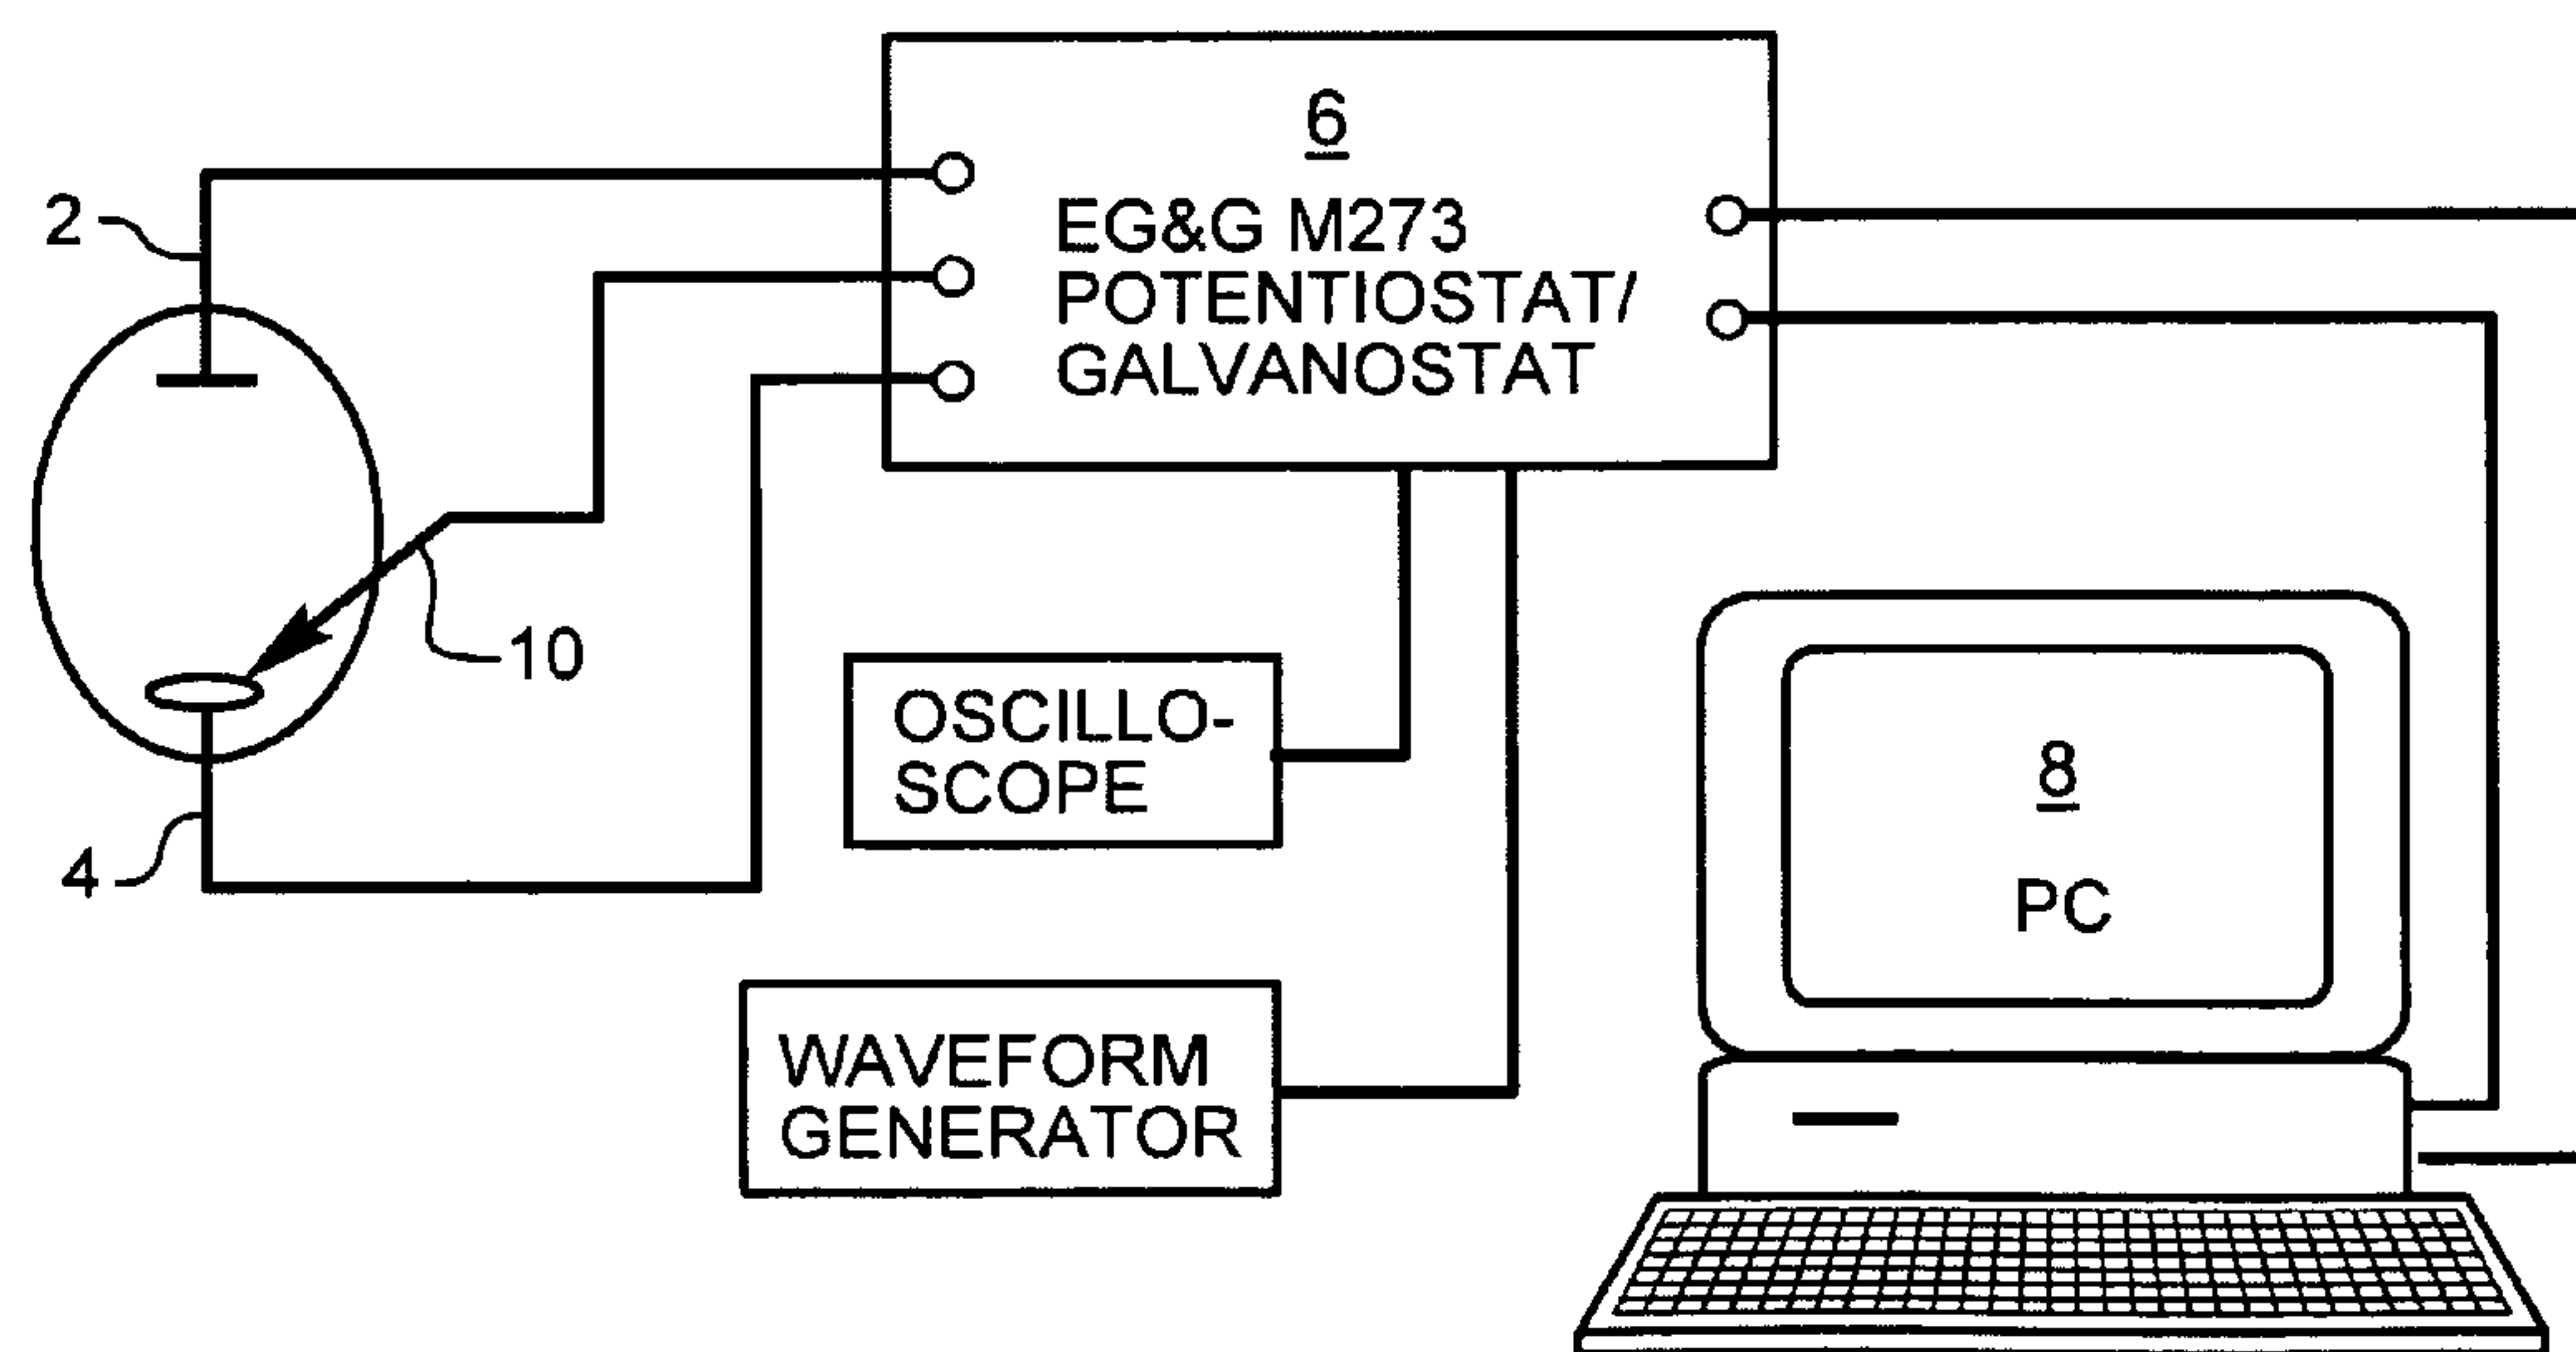 6
EG&G M273
POTENTIOSTAT/
GALVANOSTAT
2
10
4
OSCILLO-
SCOPE
WAVEFORM
GENERATOR
8
PC